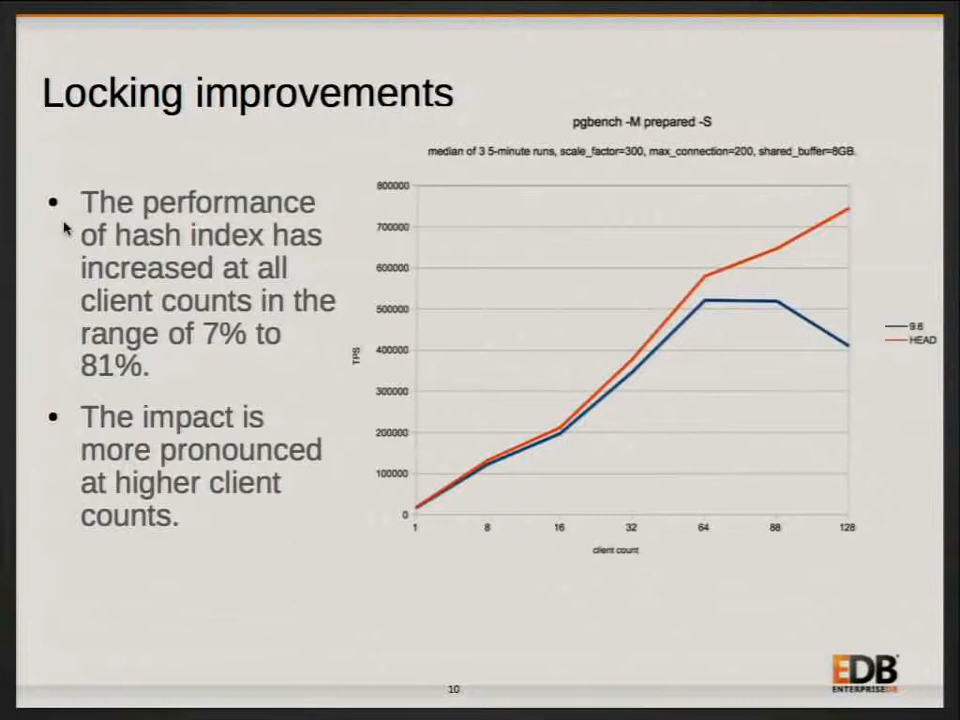 Locking improvements
pgbench -M prepared -S
median of 3 5-minute runs, scale_factor=300, max_connection=200, shared_buffer=8GB.
• The performance
of hash index has
increased at all
client counts in the
range of 7% to
81%.
• The impact is
more pronounced
at higher client
counts.
800000
700000
600000
500000
400000
300000
200000
100000
0
TPS
1 8 16 32 64 88 128
client count
9.6
HEAD
10
EDB
ENTERPRISEDB